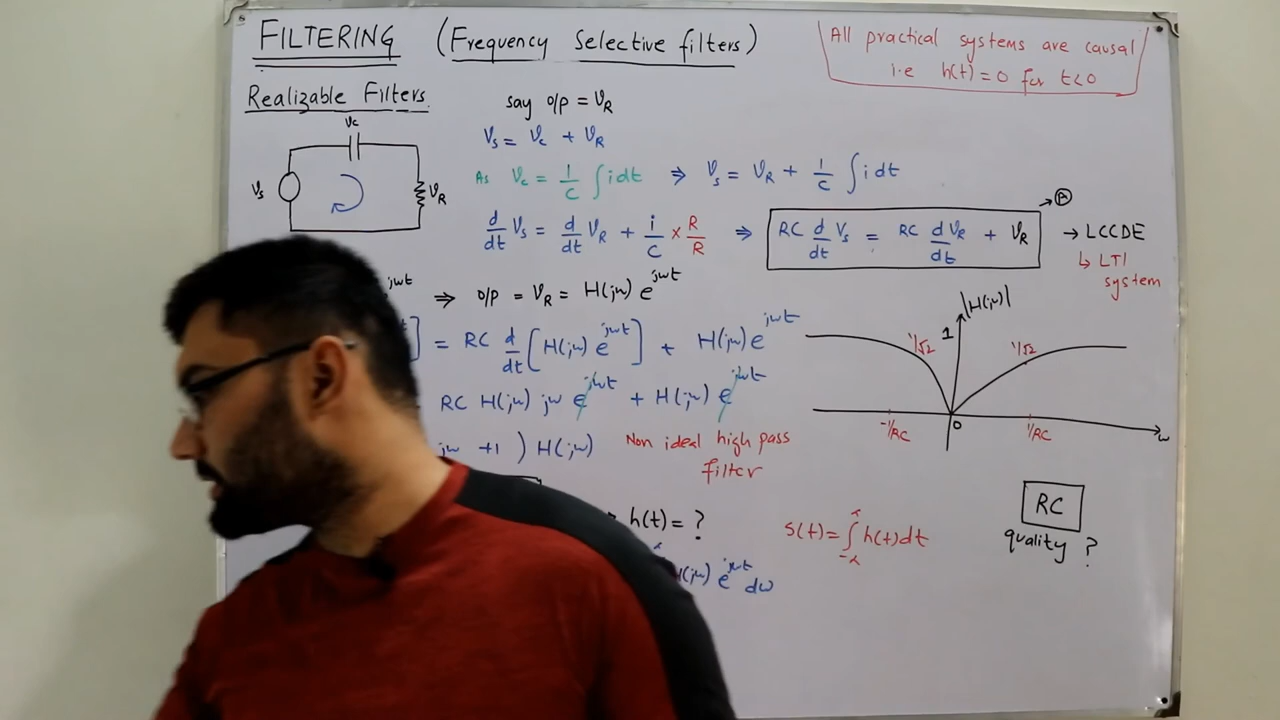 FILTERING (Frequency Selective filters)
All practical systems are causal
i.e h(t) = 0 for t<0
Realizable Filters
say o/p = V_R
V_c
V_s
V_R
V_s = V_c + V_R
As V_c = 1/C ∫ i dt ⇒ V_s = V_R + 1/C ∫ i dt
d/dt V_s = d/dt V_R + i/C × R/R ⇒ RC d/dt V_s = RC dV_R/dt + V_R → LCCDE
↳ LTI
system
jωt ⇒ o/p = V_R = H(jω) e^jωt
] = RC d/dt [H(jω) e^jωt] + H(jω) e^jωt
RC H(jω) jω e^jωt + H(jω) e^jωt
jω +1 ) H(jω)
Non ideal high pass
filter
|H(jω)|
1
1/√2
1/√2
-1/RC
0
1/RC
ω
h(t) = ?
H(jω) e^jωt dω
s(t) = ∫ h(t) dt
RC
quality ?